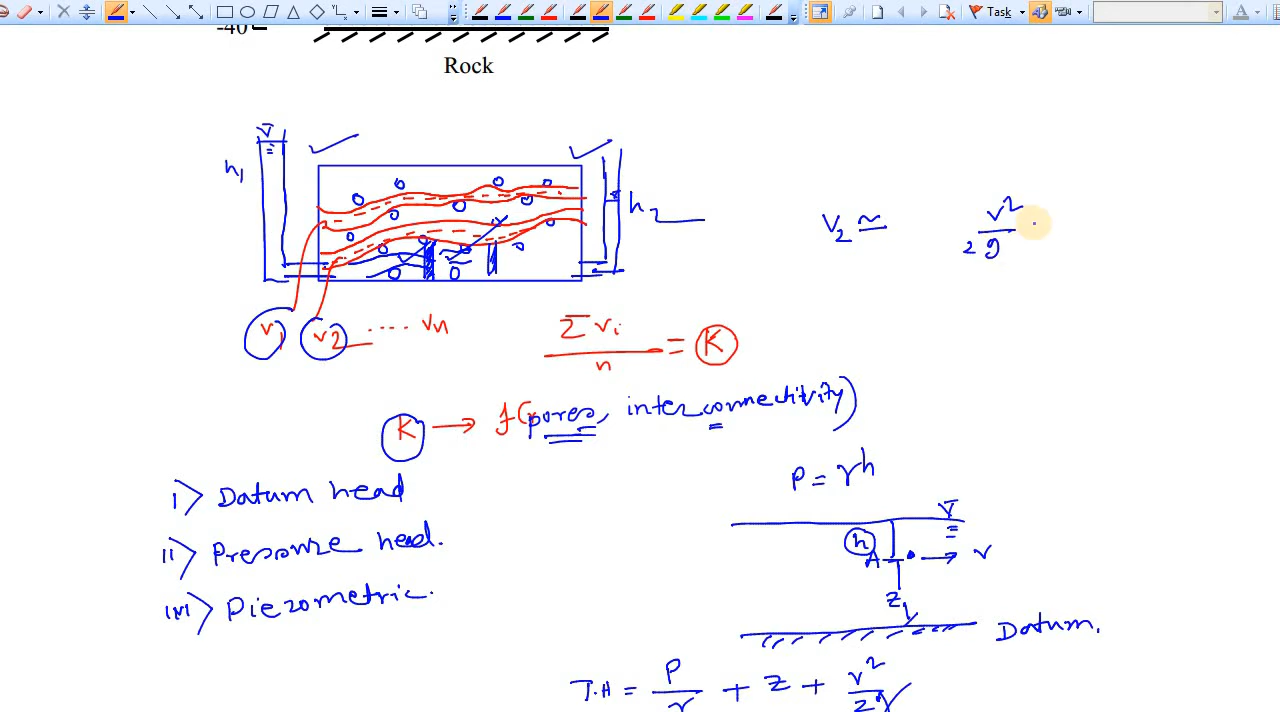 Task
A
-40
Rock
h1
h2
V2 ≅
v²
2g
v1 v2 .... vn
Σvi
n
= K
K → f(pores, interconnectivity)
P = γh
i) Datum head
ii) Pressure head.
iii) Piezometric.
h
A
v
Z
Datum.
T.H = P/γ + Z + v²/2g